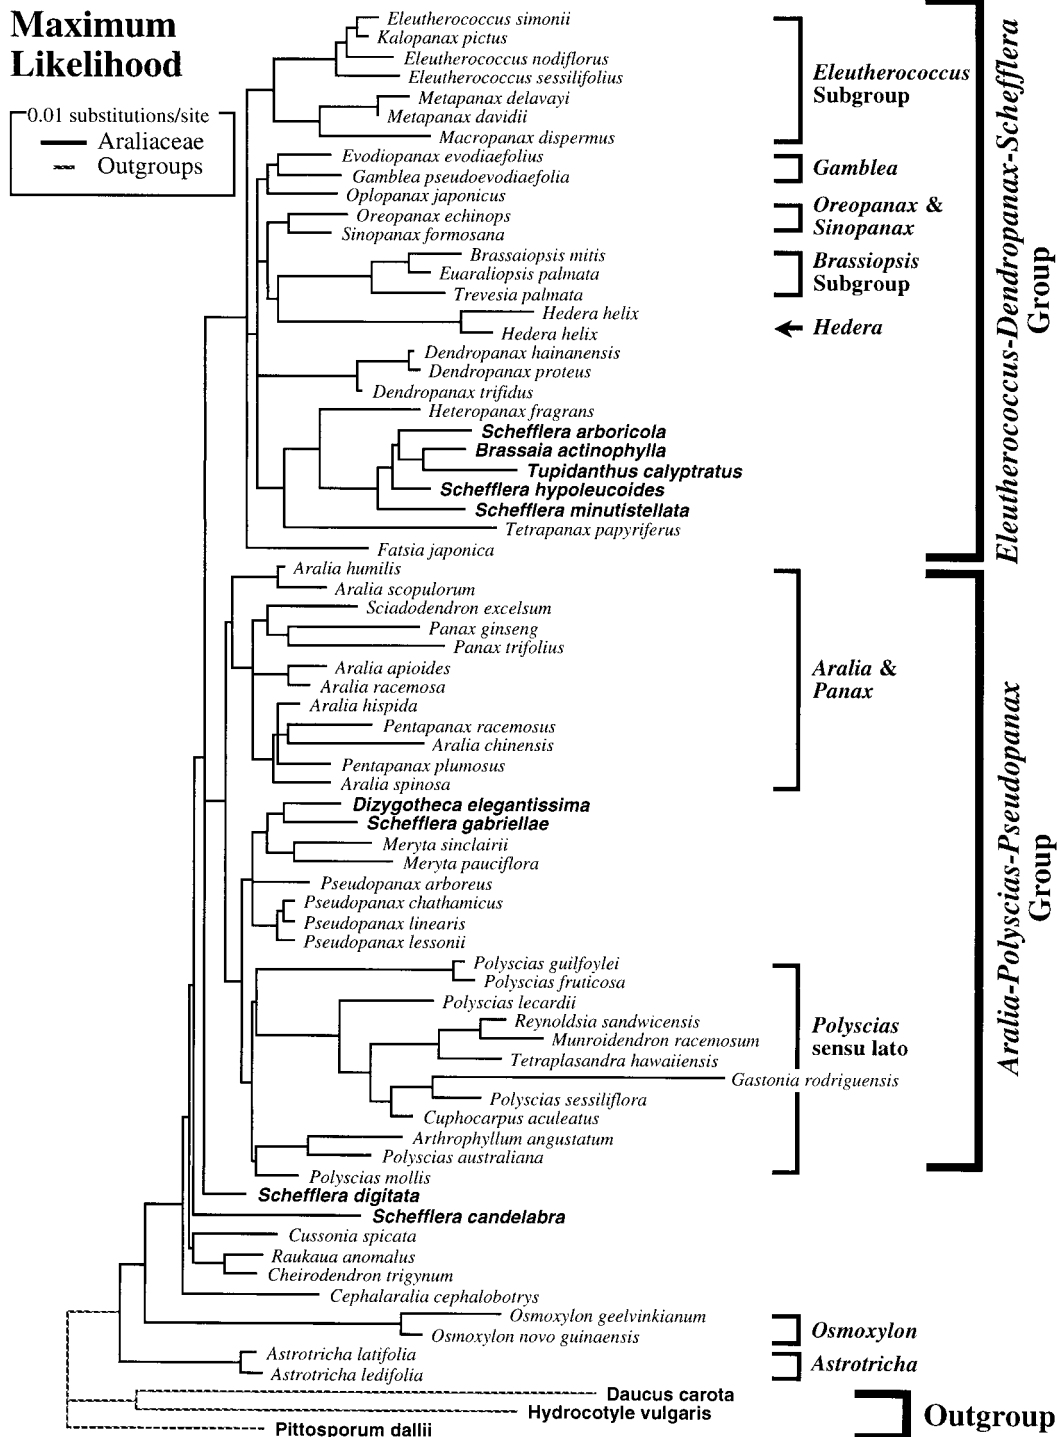 Maximum
Likelihood
0.01 substitutions/site
Araliaceae
Outgroups
Eleutherococcus simonii
Kalopanax pictus
Eleutherococcus nodiflorus
Eleutherococcus sessilifolius
Metapanax delavayi
Metapanax davidii
Macropanax dispermus
Evodiopanax evodiaefolius
Gamblea pseudoevodiaefolia
Oplopanax japonicus
Oreopanax echinops
Sinopanax formosana
Brassaiopsis mitis
Euaraliopsis palmata
Trevesia palmata
Hedera helix
Hedera helix
Dendropanax hainanensis
Dendropanax proteus
Dendropanax trifidus
Heteropanax fragrans
Schefflera arboricola
Brassaia actinophylla
Tupidanthus calyptratus
Schefflera hypoleucoides
Schefflera minutistellata
Tetrapanax papyriferus
Fatsia japonica
Aralia humilis
Aralia scopulorum
Sciadodendron excelsum
Panax ginseng
Panax trifolius
Aralia apioides
Aralia racemosa
Aralia hispida
Pentapanax racemosus
Aralia chinensis
Pentapanax plumosus
Aralia spinosa
Dizygotheca elegantissima
Schefflera gabriellae
Meryta sinclairii
Meryta pauciflora
Pseudopanax arboreus
Pseudopanax chathamicus
Pseudopanax linearis
Pseudopanax lessonii
Polyscias guilfoylei
Polyscias fruticosa
Polyscias lecardii
Reynoldsia sandwicensis
Munroidendron racemosum
Tetraplasandra hawaiiensis
Gastonia rodriguensis
Polyscias sessiliflora
Cuphocarpus aculeatus
Arthrophyllum angustatum
Polyscias australiana
Polyscias mollis
Schefflera digitata
Schefflera candelabra
Cussonia spicata
Raukaua anomalus
Cheirodendron trigynum
Cephalaralia cephalobotrys
Osmoxylon geelvinkianum
Osmoxylon novo guinaensis
Astrotricha latifolia
Astrotricha ledifolia
Daucus carota
Hydrocotyle vulgaris
Pittosporum dallii
Eleutherococcus
Subgroup
Gamblea
Oreopanax &
Sinopanax
Brassiopsis
Subgroup
Hedera
Aralia &
Panax
Polyscias
sensu lato
Osmoxylon
Astrotricha
Outgroup
Eleutherococcus-Dendropanax-Schefflera
Group
Aralia-Polyscias-Pseudopanax
Group